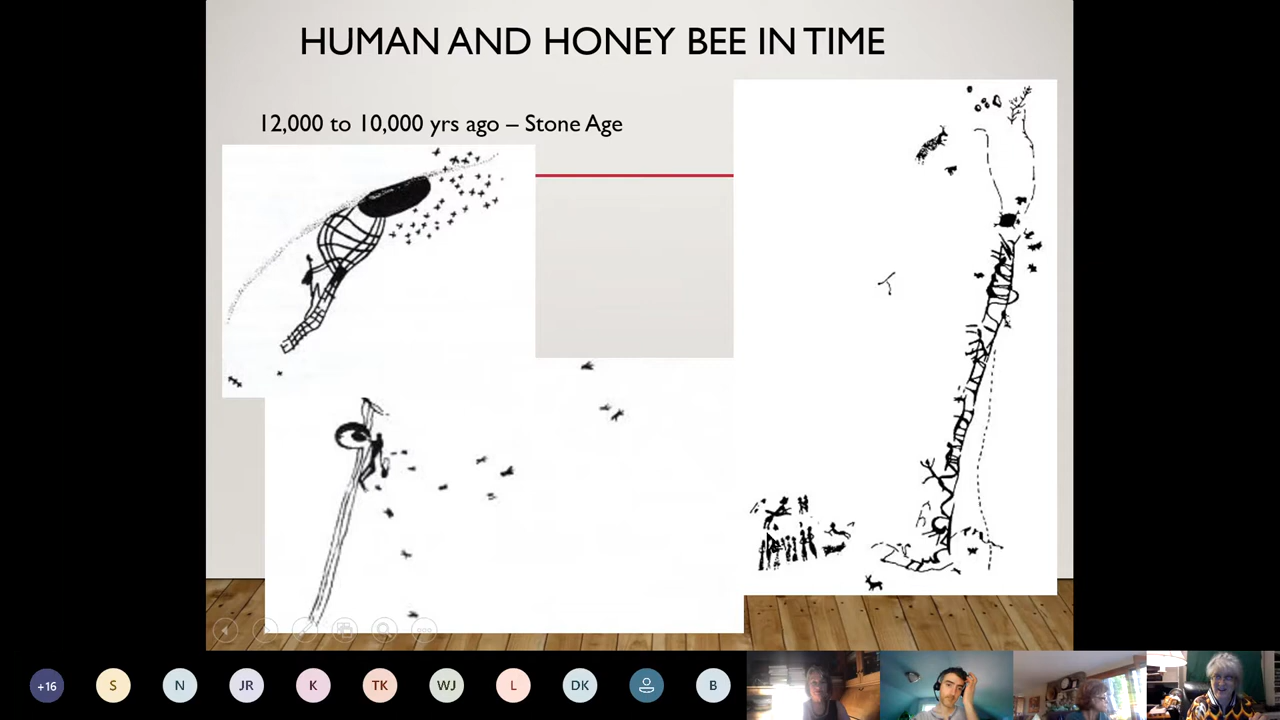 HUMAN AND HONEY BEE IN TIME
12,000 to 10,000 yrs ago – Stone Age
+16
S
N
JR
K
TK
WJ
L
DK
B